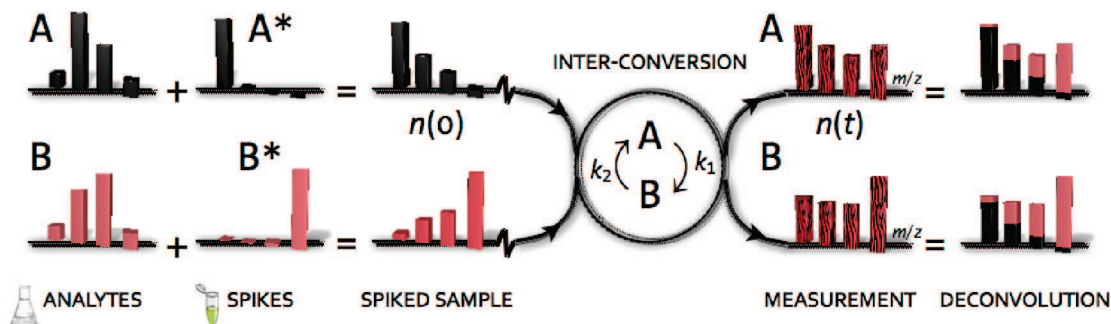 A + A* = n(0)
B + B* =
INTER-CONVERSION
A
k2 k1
B
A m/z =
n(t)
B m/z =
ANALYTES SPIKES SPIKED SAMPLE MEASUREMENT DECONVOLUTION